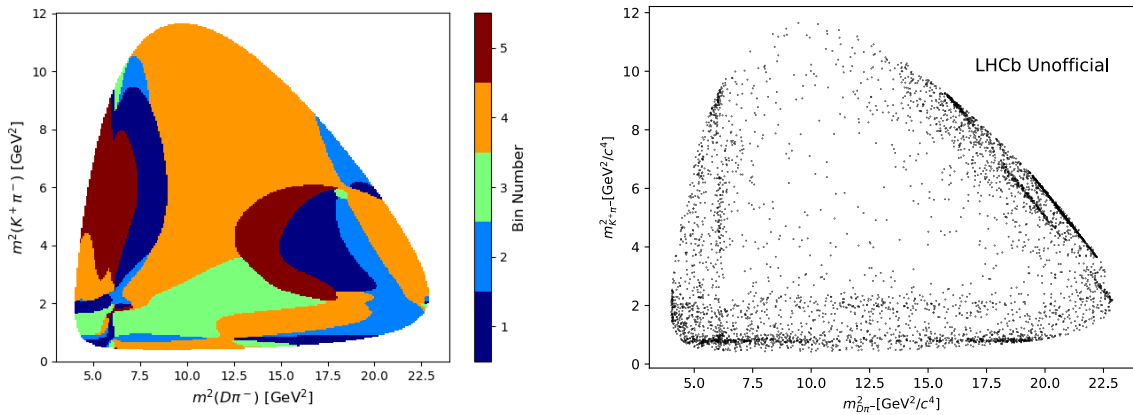 12
10
8
6
4
2
0
m²(K⁺π⁻) [GeV²]
5.0 7.5 10.0 12.5 15.0 17.5 20.0 22.5
m²(Dπ⁻) [GeV²]
5
4
3
2
1
Bin Number
LHCb Unofficial
12
10
8
6
4
2
0
m²K⁺π⁻[GeV²/c⁴]
5.0 7.5 10.0 12.5 15.0 17.5 20.0 22.5
m²Dπ⁻[GeV²/c⁴]